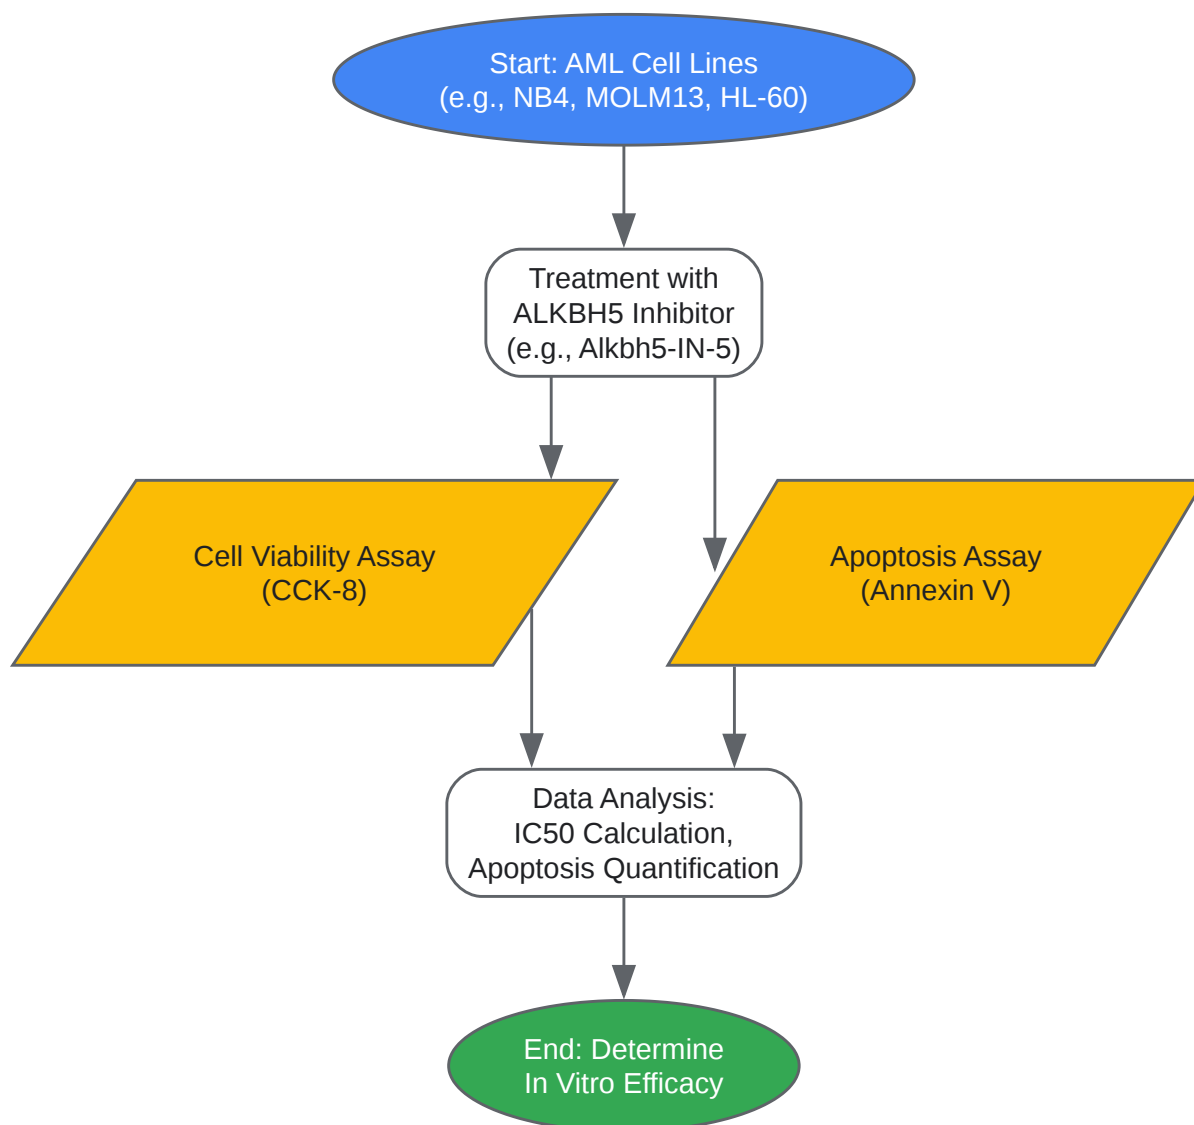 Start: AML Cell Lines
(e.g., NB4, MOLM13, HL-60)
Treatment with
ALKBH5 Inhibitor
(e.g., Alkbh5-IN-5)
Cell Viability Assay
(CCK-8)
Apoptosis Assay
(Annexin V)
Data Analysis:
IC50 Calculation,
Apoptosis Quantification
End: Determine
In Vitro Efficacy